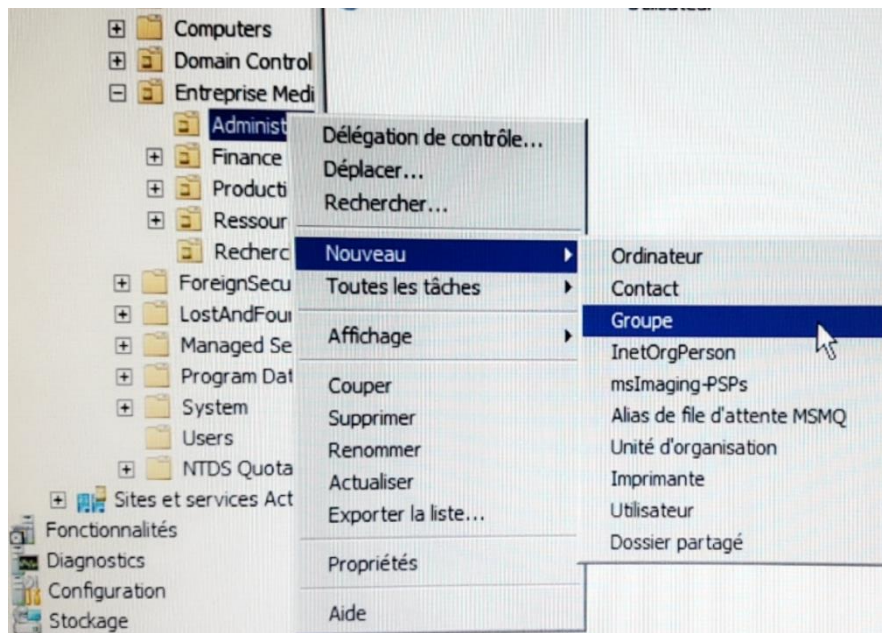 Computers
Domain Control
Entreprise Medi
Administ
Finance
Producti
Ressour
Recherc
ForeignSecu
LostAndFou
Managed Se
Program Dat
System
Users
NTDS Quota
Sites et services Act
Fonctionnalités
Diagnostics
Configuration
Stockage
Délégation de contrôle...
Déplacer...
Rechercher...
Nouveau
Toutes les tâches
Affichage
Couper
Supprimer
Renommer
Actualiser
Exporter la liste...
Propriétés
Aide
Ordinateur
Contact
Groupe
InetOrgPerson
msImaging-PSPs
Alias de file d'attente MSMQ
Unité d'organisation
Imprimante
Utilisateur
Dossier partagé